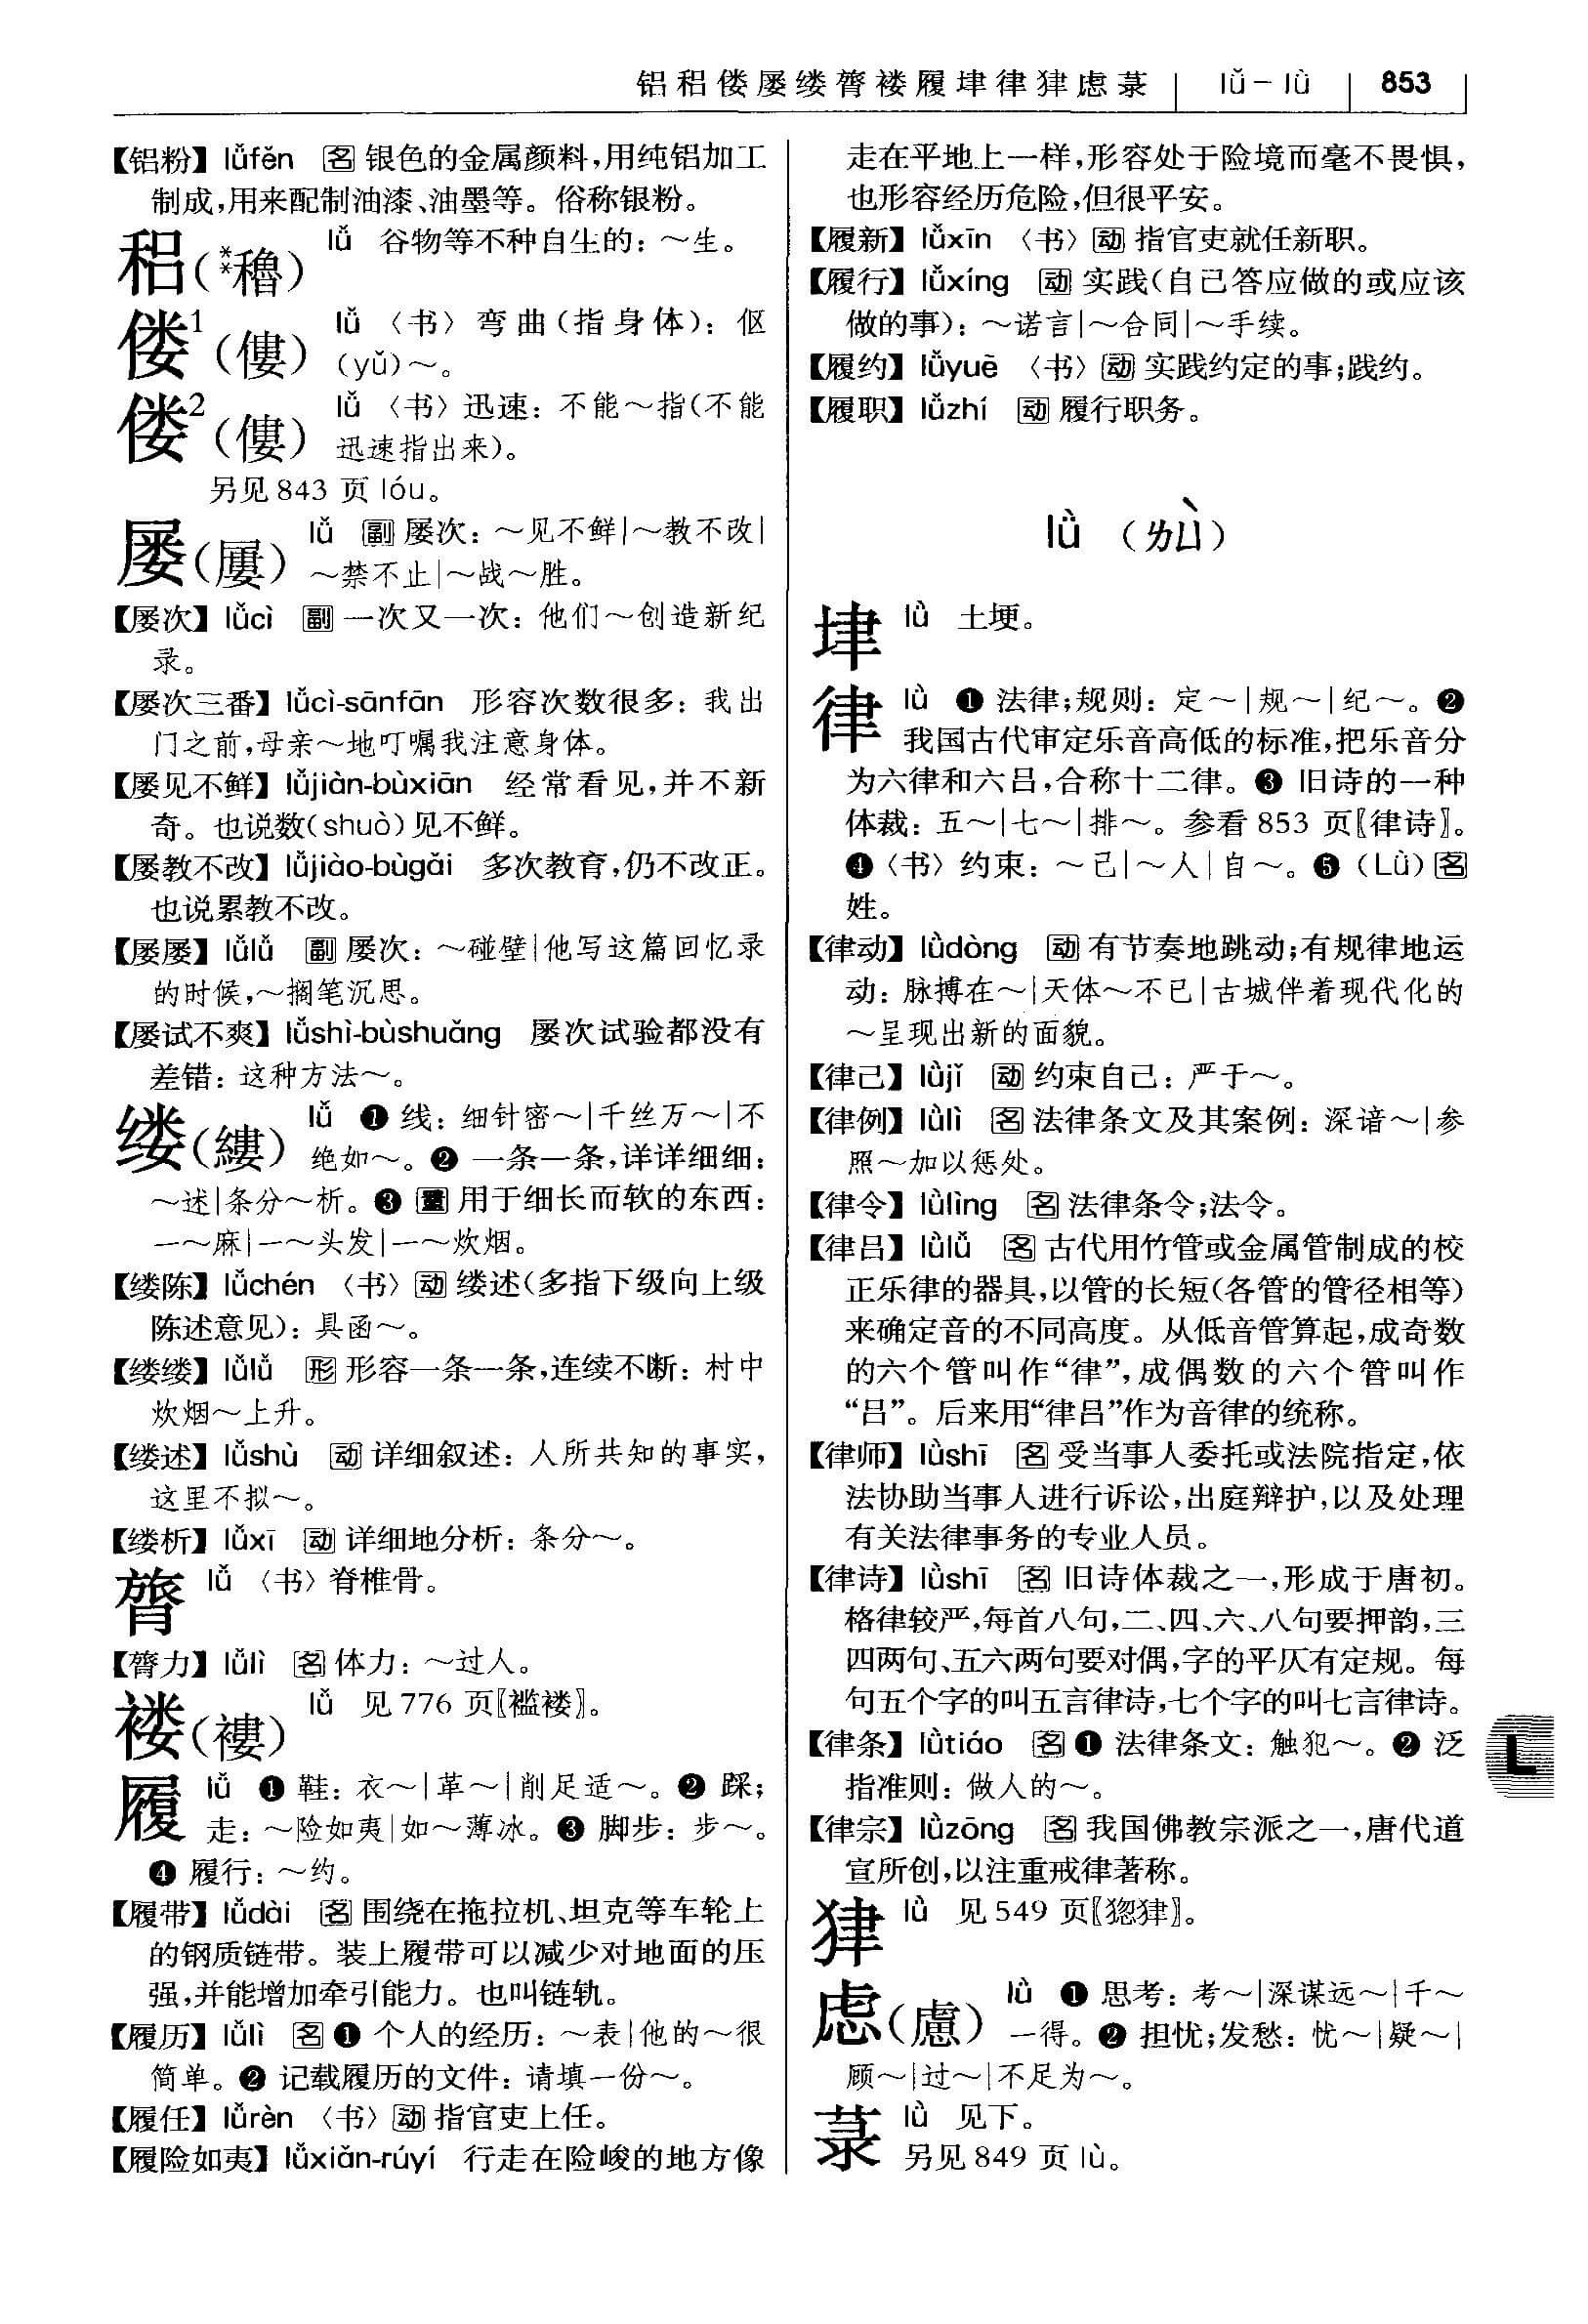 铝稆偻屡缕膂褛履垏律㹑虑菉 lǚ－lǜ 853
【铝粉】lǚfěn 名 银色的金属颜料,用纯铝加工
制成,用来配制油漆、油墨等。俗称银粉。
稆(**穭) lǚ 谷物等不种自生的：～生。
偻¹(僂) lǚ〈书〉弯曲(指身体)：伛
(yǔ)～。
偻²(僂) lǚ〈书〉迅速：不能～指(不能
迅速指出来)。
另见843页lóu。
屡(屢) lǚ 副 屡次：～见不鲜|～教不改|
～禁不止|～战～胜。
【屡次】lǚcì 副 一次又一次：他们～创造新纪
录。
【屡次三番】lǚcì-sānfān 形容次数很多：我出
门之前,母亲～地叮嘱我注意身体。
【屡见不鲜】lǚjiàn-bùxiān 经常看见,并不新
奇。也说数(shuò)见不鲜。
【屡教不改】lǚjiào-bùgǎi 多次教育,仍不改正。
也说累教不改。
【屡屡】lǚlǚ 副 屡次：～碰壁|他写这篇回忆录
的时候,～搁笔沉思。
【屡试不爽】lǚshì-bùshuǎng 屡次试验都没有
差错：这种方法～。
缕(縷) lǚ ❶ 线：细针密～|千丝万～|不
绝如～。❷ 一条一条,详详细细：
～述|条分～析。❸ 量 用于细长而软的东西：
一～麻|一～头发|一～炊烟。
【缕陈】lǚchén〈书〉动 缕述(多指下级向上级
陈述意见)：具函～。
【缕缕】lǚlǚ 形 形容一条一条,连续不断：村中
炊烟～上升。
【缕述】lǚshù 动 详细叙述：人所共知的事实,
这里不拟～。
【缕析】lǚxī 动 详细地分析：条分～。
膂 lǚ〈书〉脊椎骨。
【膂力】lǚlì 名 体力：～过人。
褛(褸) lǚ 见776页〖褴褛〗。
履 lǚ ❶ 鞋：衣～|革～|削足适～。❷ 踩;
走：～险如夷|如～薄冰。❸ 脚步：步～。
❹ 履行：～约。
【履带】lǚdài 名 围绕在拖拉机、坦克等车轮上
的钢质链带。装上履带可以减少对地面的压
强,并能增加牵引能力。也叫链轨。
【履历】lǚlì 名 ❶ 个人的经历：～表|他的～很
简单。❷ 记载履历的文件：请填一份～。
【履任】lǚrèn〈书〉动 指官吏上任。
【履险如夷】lǚxiǎn-rúyí 行走在险峻的地方像
走在平地上一样,形容处于险境而毫不畏惧,
也形容经历危险,但很平安。
【履新】lǚxīn〈书〉动 指官吏就任新职。
【履行】lǚxíng 动 实践(自己答应做的或应该
做的事)：～诺言|～合同|～手续。
【履约】lǚyuē〈书〉动 实践约定的事;践约。
【履职】lǚzhí 动 履行职务。
lǜ (ㄌㄩˋ)
垏 lǜ 土埂。
律 lǜ ❶ 法律;规则：定～|规～|纪～。❷
我国古代审定乐音高低的标准,把乐音分
为六律和六吕,合称十二律。❸ 旧诗的一种
体裁：五～|七～|排～。参看853页〖律诗〗。
❹〈书〉约束：～己|～人|自～。❺ (Lǜ) 名
姓。
【律动】lǜdòng 动 有节奏地跳动;有规律地运
动：脉搏在～|天体～不已|古城伴着现代化的
～呈现出新的面貌。
【律己】lǜjǐ 动 约束自己：严于～。
【律例】lǜlì 名 法律条文及其案例：深谙～|参
照～加以惩处。
【律令】lǜlìng 名 法律条令;法令。
【律吕】lǜlǚ 名 古代用竹管或金属管制成的校
正乐律的器具,以管的长短(各管的管径相等)
来确定音的不同高度。从低音管算起,成奇数
的六个管叫作“律”,成偶数的六个管叫作
“吕”。后来用“律吕”作为音律的统称。
【律师】lǜshī 名 受当事人委托或法院指定,依
法协助当事人进行诉讼,出庭辩护,以及处理
有关法律事务的专业人员。
【律诗】lǜshī 名 旧诗体裁之一,形成于唐初。
格律较严,每首八句,二、四、六、八句要押韵,三
四两句、五六两句要对偶,字的平仄有定规。每
句五个字的叫五言律诗,七个字的叫七言律诗。
【律条】lǜtiáo 名 ❶ 法律条文：触犯～。❷ 泛
指准则：做人的～。
【律宗】lǜzōng 名 我国佛教宗派之一,唐代道
宣所创,以注重戒律著称。
㹑 lǜ 见549页〖㹱㹑〗。
虑(慮) lǜ ❶ 思考：考～|深谋远～|千～
一得。❷ 担忧;发愁：忧～|疑～|
顾～|过～|不足为～。
菉 lǜ 见下。
另见849页lù。
L